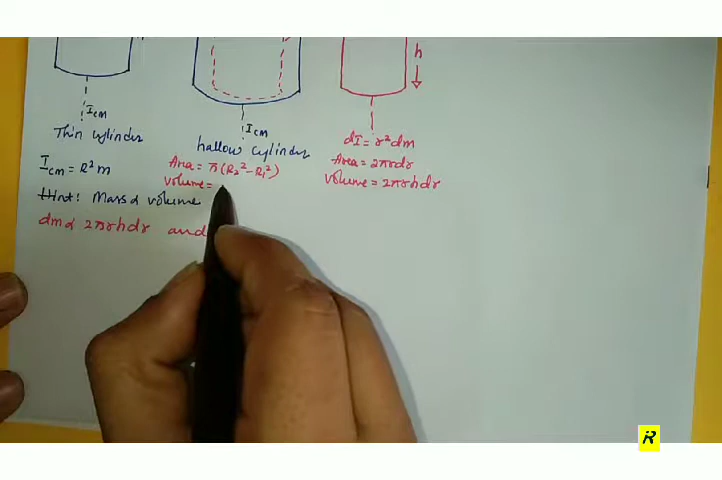 h
Icm
Icm
Thin cylinder
hallow cylinder
dI = r²dm
Icm = R²m
Area = π(R₂² - R₁²)
Area = 2πrdr
Volume =
Volume = 2πrhdr
Hint: Mass α volume
dm α 2πrhdr and
R